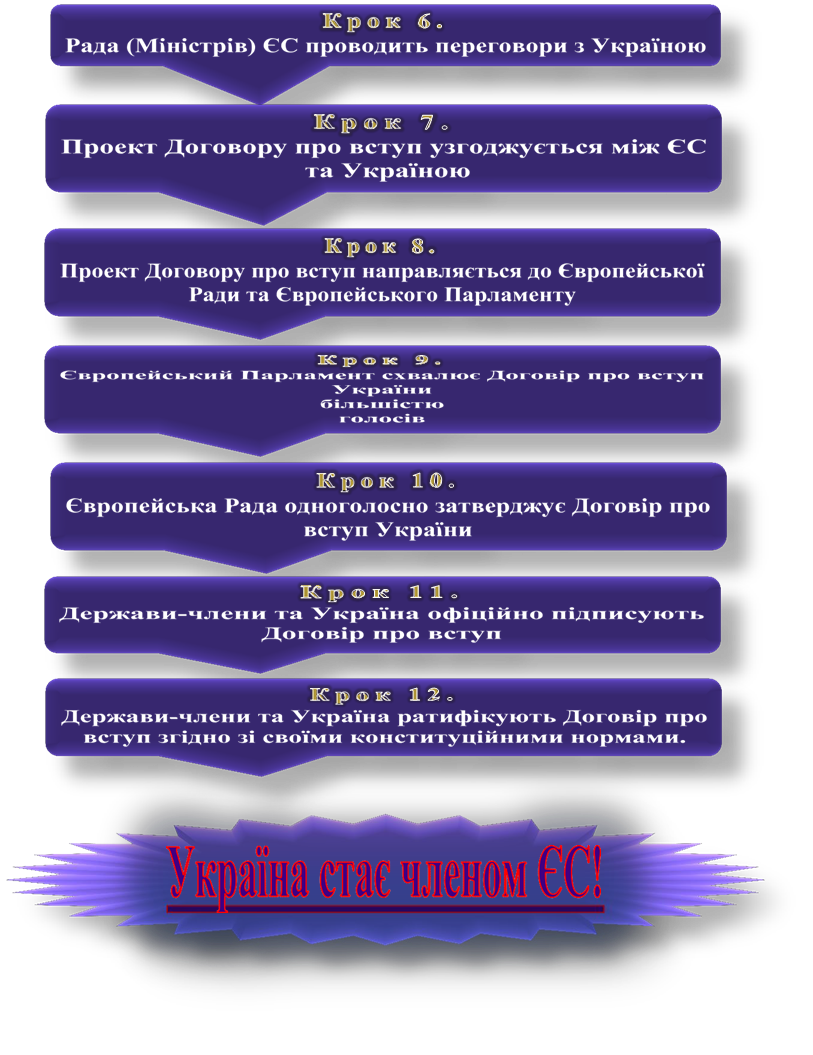 Крок 6.
Рада (Міністрів) ЄС проводить переговори з Україною
Крок 7.
Проект Договору про вступ узгоджується між ЄС
та Україною
Крок 8.
Проект Договору про вступ направляється до Європейської
Ради та Європейського Парламенту
Крок 9.
Європейський Парламент схвалює Договір про вступ
України
більшістю
голосів
Крок 10.
Європейська Рада одноголосно затверджує Договір про
вступ України
Крок 11.
Держави-члени та Україна офіційно підписують
Договір про вступ
Крок 12.
Держави-члени та Україна ратифікують Договір про
вступ згідно зі своїми конституційними нормами.
Україна стає членом ЄС!